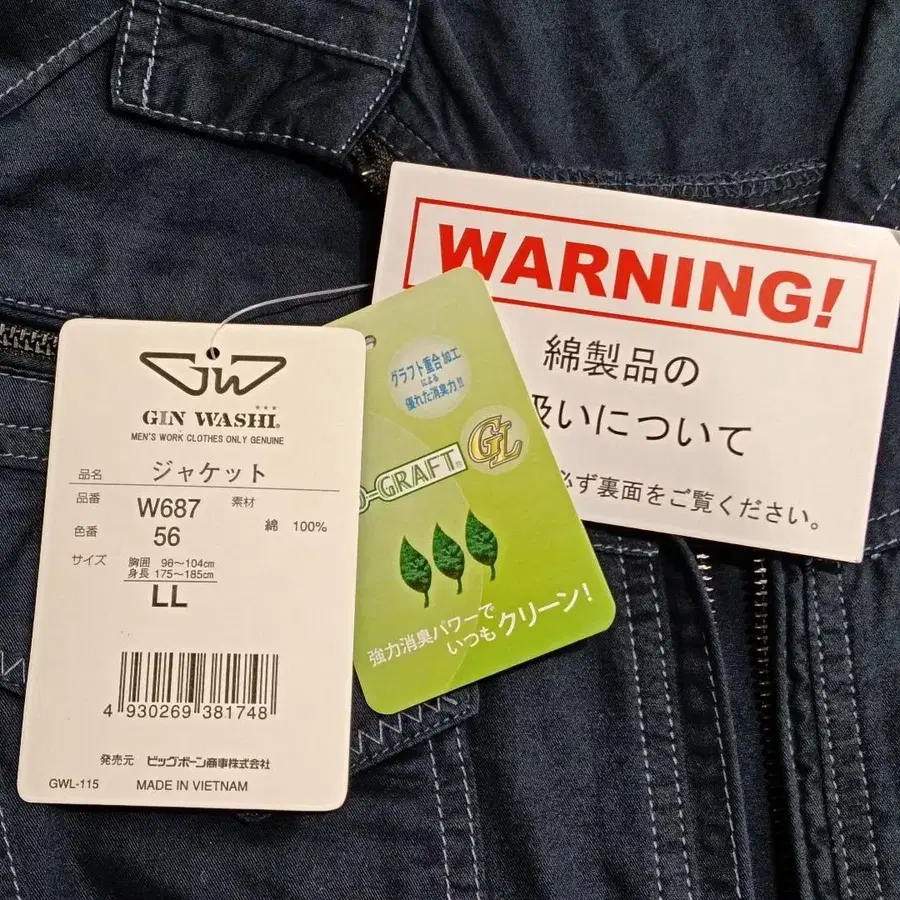 GIN WASHI
MEN'S WORK CLOTHES ONLY GENUINE
品名 ジャケット
品番 W687 素材
綿 100%
色番 56
サイズ 胸囲 96～104cm
身長 175～185cm
LL
4 930269 381748
発売元 ビッグボーン商事株式会社
GWL-115 MADE IN VIETNAM
グラフト重合加工
による
優れた消臭力!!
GL
-GRAFT®
強力消臭パワーで
いつもクリーン!
WARNING!
綿製品の
扱いについて
必ず裏面をご覧ください。